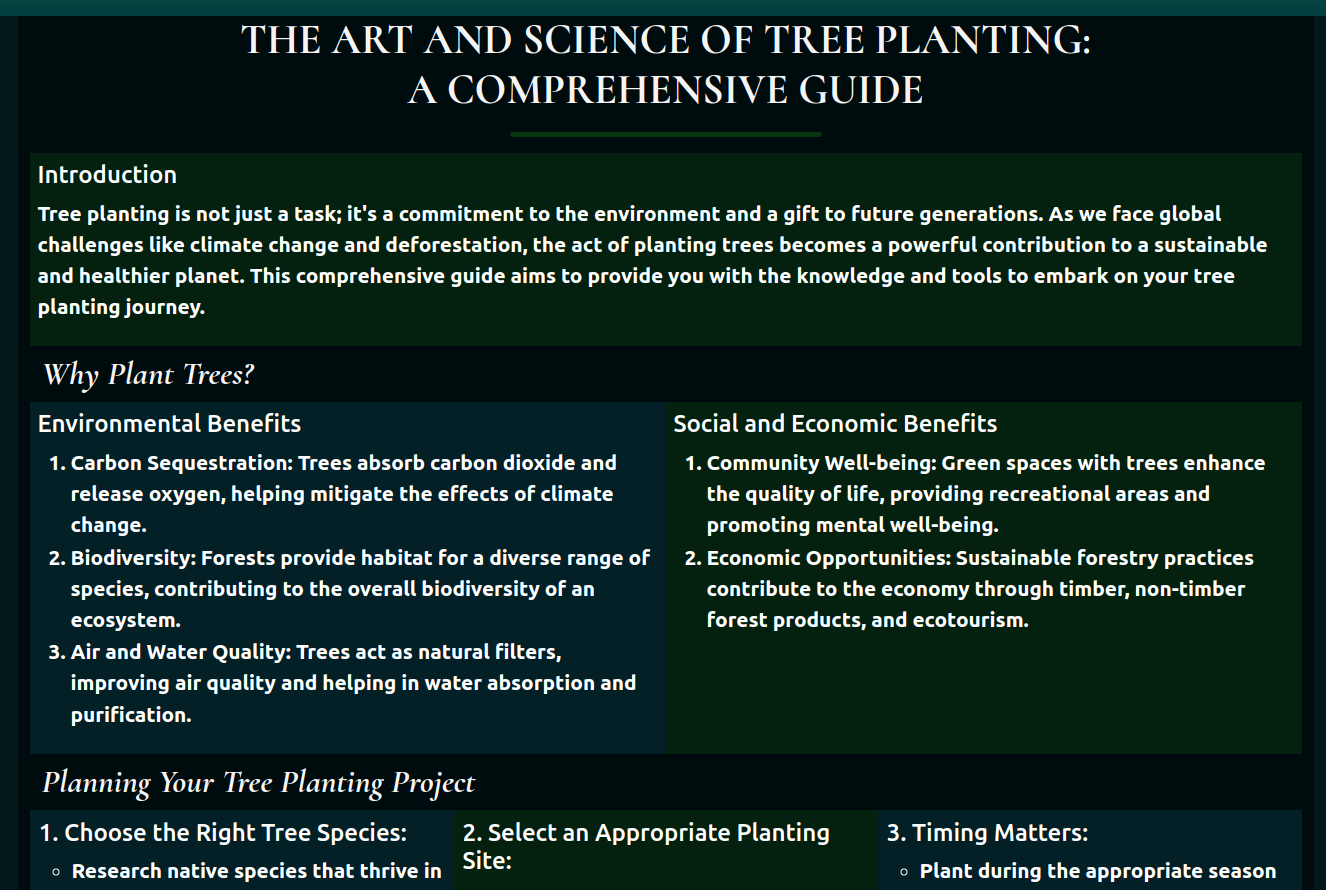 THE ART AND SCIENCE OF TREE PLANTING:
A COMPREHENSIVE GUIDE
Introduction
Tree planting is not just a task; it's a commitment to the environment and a gift to future generations. As we face global
challenges like climate change and deforestation, the act of planting trees becomes a powerful contribution to a sustainable
and healthier planet. This comprehensive guide aims to provide you with the knowledge and tools to embark on your tree
planting journey.
Why Plant Trees?
Environmental Benefits
1. Carbon Sequestration: Trees absorb carbon dioxide and
release oxygen, helping mitigate the effects of climate
change.
2. Biodiversity: Forests provide habitat for a diverse range of
species, contributing to the overall biodiversity of an
ecosystem.
3. Air and Water Quality: Trees act as natural filters,
improving air quality and helping in water absorption and
purification.
Social and Economic Benefits
1. Community Well-being: Green spaces with trees enhance
the quality of life, providing recreational areas and
promoting mental well-being.
2. Economic Opportunities: Sustainable forestry practices
contribute to the economy through timber, non-timber
forest products, and ecotourism.
Planning Your Tree Planting Project
1. Choose the Right Tree Species:
◦ Research native species that thrive in
2. Select an Appropriate Planting
Site:
3. Timing Matters:
◦ Plant during the appropriate season